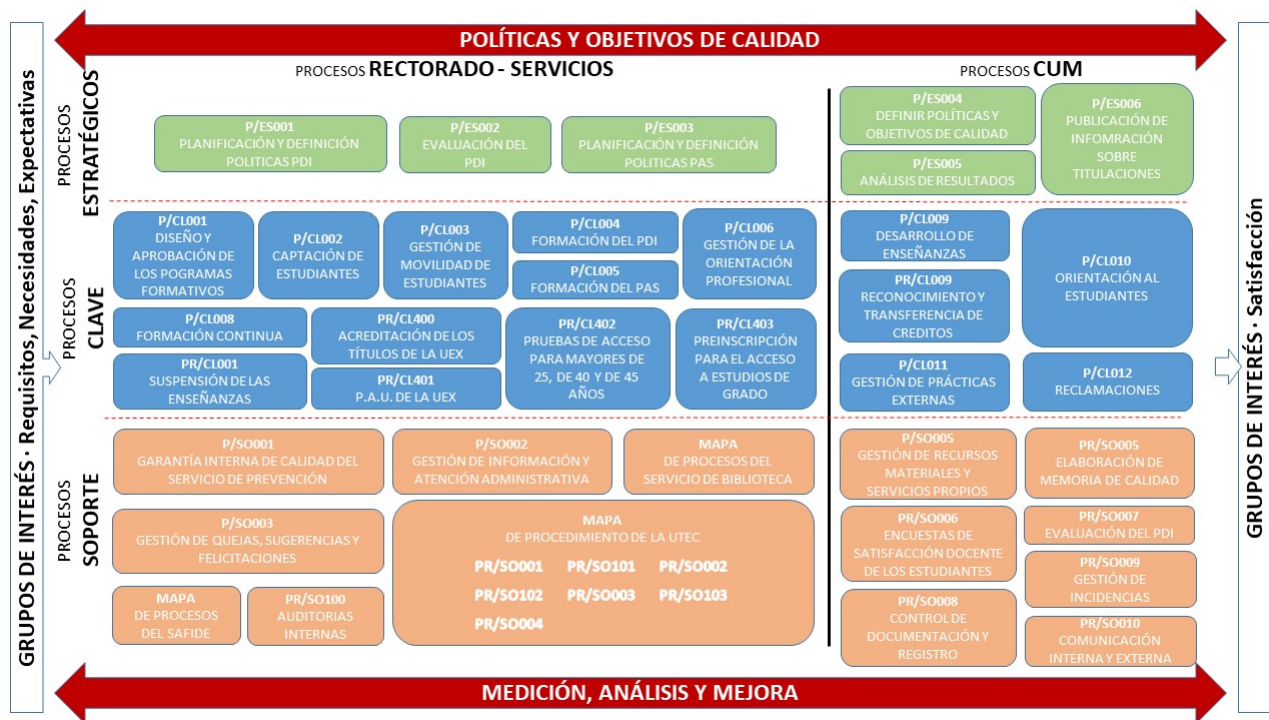 POLÍTICAS Y OBJETIVOS DE CALIDAD
GRUPOS DE INTERÉS · Requisitos, Necesidades, Expectativas
PROCESOS RECTORADO - SERVICIOS
PROCESOS CUM
PROCESOS
ESTRATÉGICOS
P/ES001
PLANIFICACIÓN Y DEFINICIÓN
POLITICAS PDI
P/ES002
EVALUACIÓN DEL
PDI
P/ES003
PLANIFICACIÓN Y DEFINICIÓN
POLITICAS PAS
P/ES004
DEFINIR POLÍTICAS Y
OBJETIVOS DE CALIDAD
P/ES005
ANÁLISIS DE RESULTADOS
P/ES006
PUBLICACIÓN DE
INFOMRACIÓN
SOBRE
TITULACIONES
PROCESOS
CLAVE
P/CL001
DISEÑO Y
APROBACIÓN DE
LOS POGRAMAS
FORMATIVOS
P/CL002
CAPTACIÓN DE
ESTUDIANTES
P/CL003
GESTIÓN DE
MOVILIDAD DE
ESTUDIANTES
P/CL004
FORMACIÓN DEL PDI
P/CL005
FORMACIÓN DEL PAS
P/CL006
GESTIÓN DE LA
ORIENTACIÓN
PROFESIONAL
P/CL008
FORMACIÓN CONTINUA
PR/CL001
SUSPENSIÓN DE LAS
ENSEÑANZAS
PR/CL400
ACREDITACIÓN DE LOS
TÍTULOS DE LA UEX
PR/CL401
P.A.U. DE LA UEX
PR/CL402
PRUEBAS DE ACCESO
PARA MAYORES DE
25, DE 40 Y DE 45
AÑOS
PR/CL403
PREINSCRIPCIÓN
PARA EL ACCESO
A ESTUDIOS DE
GRADO
P/CL009
DESARROLLO DE
ENSEÑANZAS
PR/CL009
RECONOCIMIENTO Y
TRANSFERENCIA DE
CREDITOS
P/CL010
ORIENTACIÓN AL
ESTUDIANTES
P/CL011
GESTIÓN DE PRÁCTICAS
EXTERNAS
P/CL012
RECLAMACIONES
PROCESOS
SOPORTE
P/SO001
GARANTÍA INTERNA DE CALIDAD DEL
SERVICIO DE PREVENCIÓN
P/SO002
GESTIÓN DE INFORMACIÓN Y
ATENCIÓN ADMINISTRATIVA
MAPA
DE PROCESOS DEL
SERVICIO DE BIBLIOTECA
P/SO003
GESTIÓN DE QUEJAS, SUGERENCIAS Y
FELICITACIONES
MAPA
DE PROCESOS
DEL SAFIDE
PR/SO100
AUDITORIAS
INTERNAS
MAPA
DE PROCEDIMIENTO DE LA UTEC
PR/SO001 PR/SO101 PR/SO002
PR/SO102 PR/SO003 PR/SO103
PR/SO004
P/SO005
GESTIÓN DE RECURSOS
MATERIALES Y
SERVICIOS PROPIOS
PR/SO005
ELABORACIÓN DE
MEMORIA DE CALIDAD
PR/SO006
ENCUESTAS DE
SATISFACCIÓN DOCENTE
DE LOS ESTUDIANTES
PR/SO007
EVALUACIÓN DEL PDI
PR/SO009
GESTIÓN DE
INCIDENCIAS
PR/SO008
CONTROL DE
DOCUMENTACIÓN Y
REGISTRO
PR/SO010
COMUNICACIÓN
INTERNA Y EXTERNA
GRUPOS DE INTERÉS · Satisfacción
MEDICIÓN, ANÁLISIS Y MEJORA